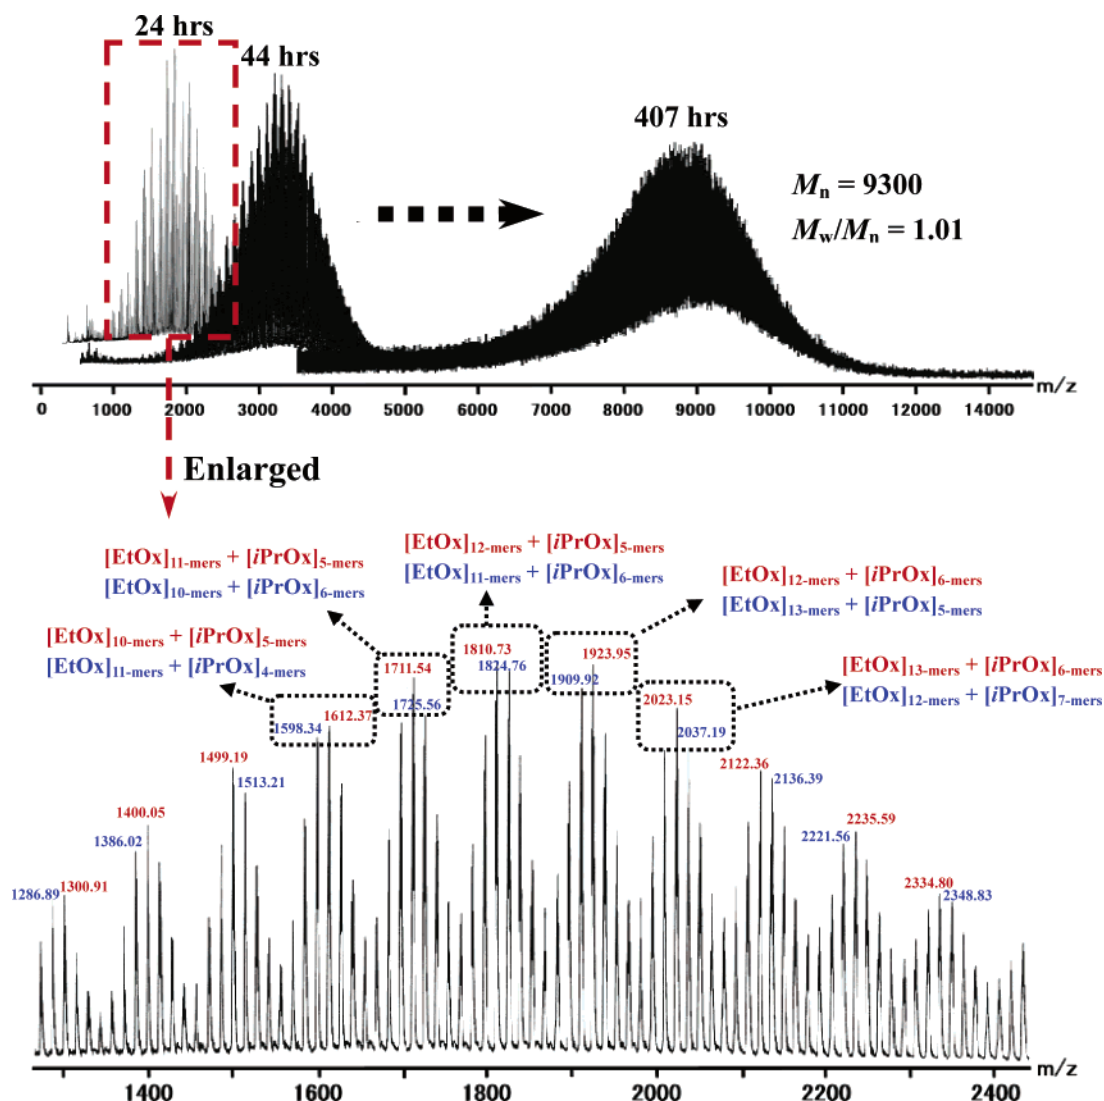 24 hrs
44 hrs
407 hrs
Mn = 9300
Mw/Mn = 1.01
0 1000 2000 3000 4000 5000 6000 7000 8000 9000 10000 11000 12000 13000 14000 m/z
Enlarged
[EtOx]11-mers + [iPrOx]5-mers
[EtOx]10-mers + [iPrOx]6-mers
[EtOx]12-mers + [iPrOx]5-mers
[EtOx]11-mers + [iPrOx]6-mers
[EtOx]12-mers + [iPrOx]6-mers
[EtOx]13-mers + [iPrOx]5-mers
[EtOx]10-mers + [iPrOx]5-mers
[EtOx]11-mers + [iPrOx]4-mers
[EtOx]13-mers + [iPrOx]6-mers
[EtOx]12-mers + [iPrOx]7-mers
1286.89
1300.91
1386.02
1400.05
1499.19
1513.21
1598.34
1612.37
1711.54
1725.56
1810.73
1824.76
1909.92
1923.95
2023.15
2037.19
2122.36
2136.39
2221.56
2235.59
2334.80
2348.83
1400 1600 1800 2000 2200 2400 m/z